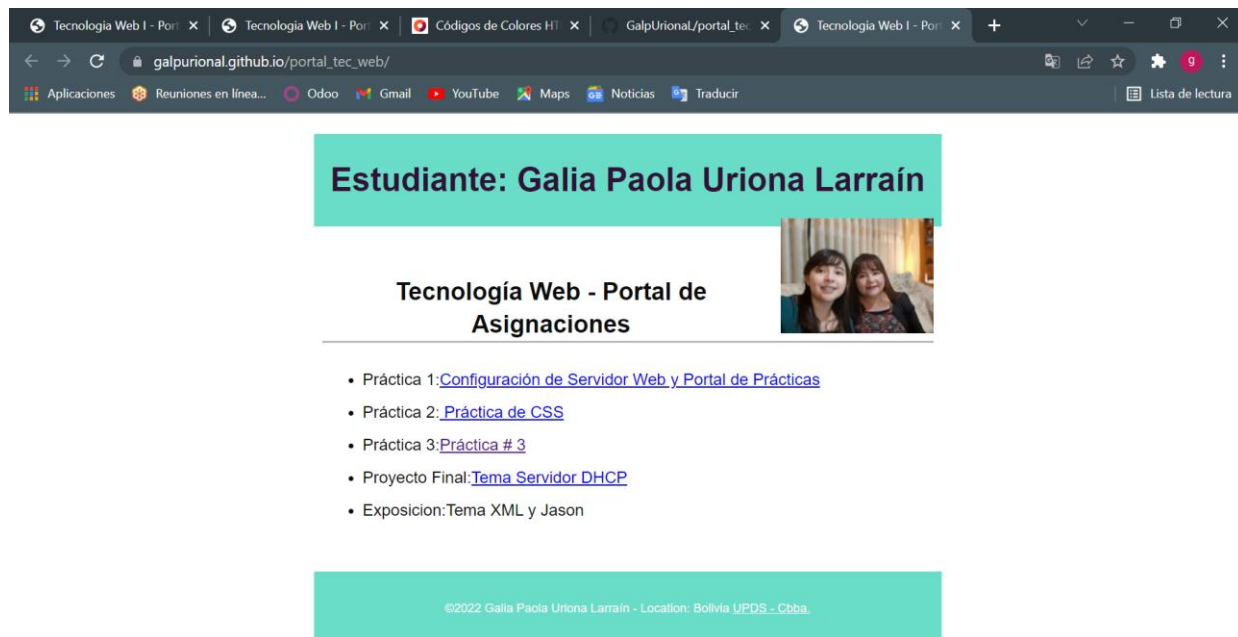 Tecnologia Web I - Port
Tecnologia Web I - Port
Códigos de Colores HT
GalpUrionaL/portal_tec
Tecnologia Web I - Port
galpurional.github.io/portal_tec_web/
g
Aplicaciones
Reuniones en línea...
Odoo
Gmail
YouTube
Maps
Noticias
Traducir
Lista de lectura
Estudiante: Galia Paola Uriona Larraín
Tecnología Web - Portal de
Asignaciones
Práctica 1:Configuración de Servidor Web y Portal de Prácticas
Práctica 2: Práctica de CSS
Práctica 3:Práctica # 3
Proyecto Final:Tema Servidor DHCP
Exposicion:Tema XML y Jason
©2022 Galia Paola Uriona Larraín - Location: Bolivia UPDS - Cbba.